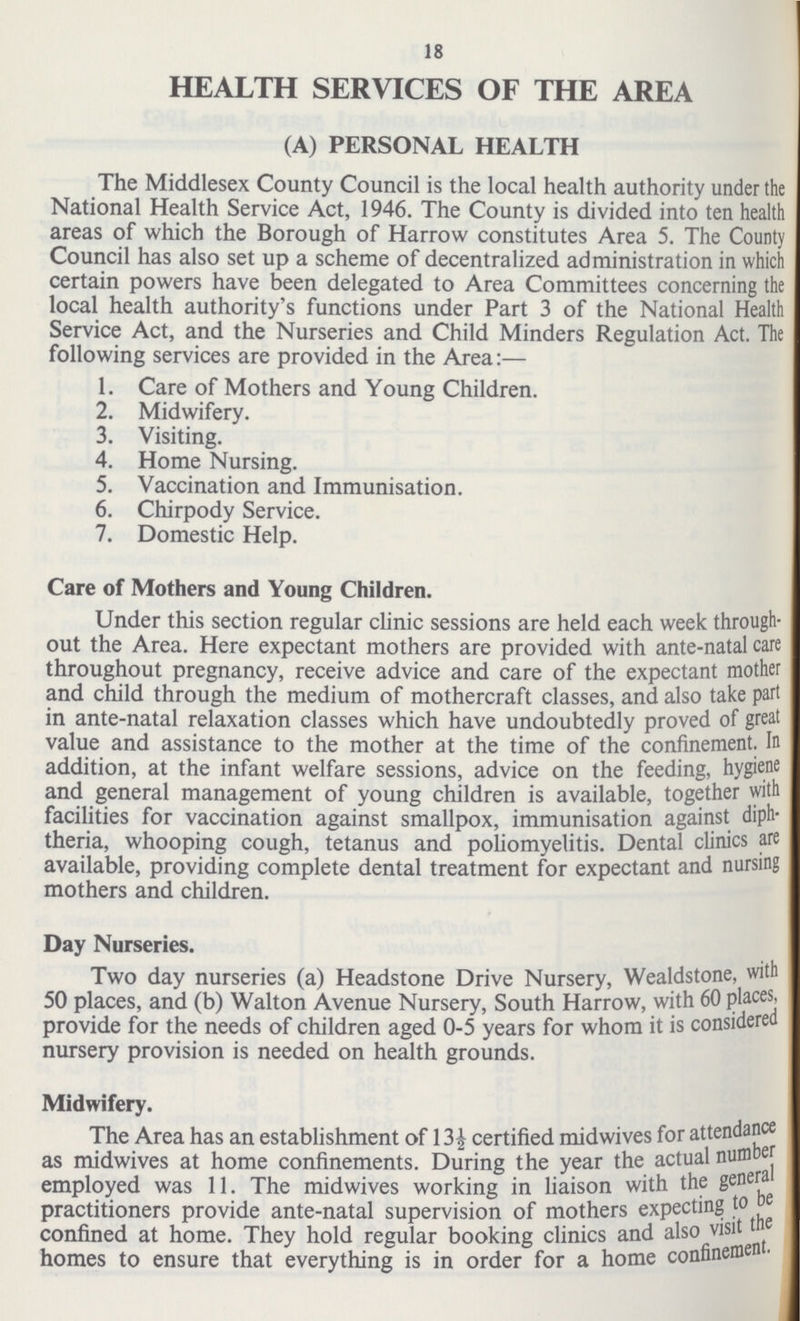 18
HEALTH SERVICES OF THE AREA
(A) PERSONAL HEALTH
The Middlesex County Council is the local health authority under the
National Health Service Act, 1946. The County is divided into ten health
areas of which the Borough of Harrow constitutes Area 5. The County
Council has also set up a scheme of decentralized administration in which
certain powers have been delegated to Area Committees concerning the
local health authority's functions under Part 3 of the National Health
Service Act, and the Nurseries and Child Minders Regulation Act. The
following services are provided in the Area:—
1. Care of Mothers and Young Children.
2. Midwifery.
3. Visiting.
4. Home Nursing.
5. Vaccination and Immunisation.
6. Chirpody Service.
7. Domestic Help.
Care of Mothers and Young Children.
Under this section regular clinic sessions are held each week through-
out the Area. Here expectant mothers are provided with ante-natal care
throughout pregnancy, receive advice and care of the expectant mother
and child through the medium of mothercraft classes, and also take part
in ante-natal relaxation classes which have undoubtedly proved of great
value and assistance to the mother at the time of the confinement. In
addition, at the infant welfare sessions, advice on the feeding, hygiene
and general management of young children is available, together with
facilities for vaccination against smallpox, immunisation against diph-
theria, whooping cough, tetanus and poliomyelitis. Dental clinics are
available, providing complete dental treatment for expectant and nursing
mothers and children.
Day Nurseries.
Two day nurseries (a) Headstone Drive Nursery, Wealdstone, with
50 places, and (b) Walton Avenue Nursery, South Harrow, with 60 places,
provide for the needs of children aged 0-5 years for whom it is considered
nursery provision is needed on health grounds.
Midwifery.
The Area has an establishment of 13½ certified midwives for attendance
as midwives at home confinements. During the year the actual number
employed was 11. The midwives working in liaison with the general
practitioners provide ante-natal supervision of mothers expecting to be
confined at home. They hold regular booking clinics and also visit the
homes to ensure that everything is in order for a home confinement.